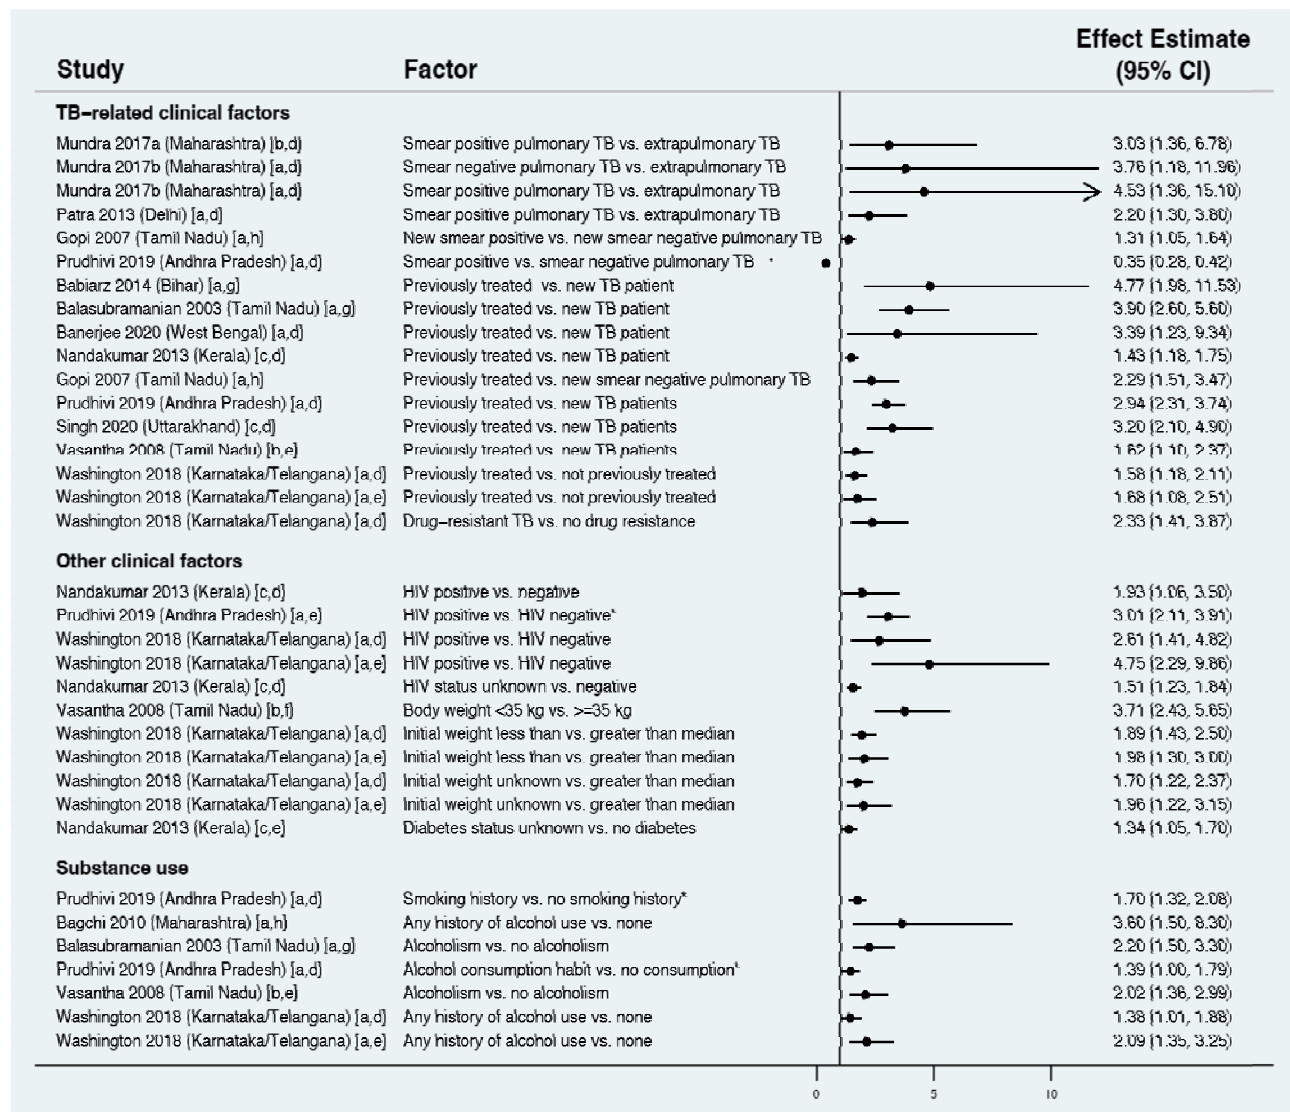 Effect Estimate
Study Factor (95% CI)
TB-related clinical factors
Mundra 2017a (Maharashtra) [b,d] Smear positive pulmonary TB vs. extrapulmonary TB 3.03 (1.36, 6.78)
Mundra 2017b (Maharashtra) [a,d] Smear negative pulmonary TB vs. extrapulmonary TB 3.76 (1.18, 11.96)
Mundra 2017b (Maharashtra) [a,d] Smear positive pulmonary TB vs. extrapulmonary TB 4.53 (1.36, 15.10)
Patra 2013 (Delhi) [a,d] Smear positive pulmonary TB vs. extrapulmonary TB 2.20 (1.30, 3.80)
Gopi 2007 (Tamil Nadu) [a,h] New smear positive vs. new smear negative pulmonary TB 1.31 (1.05, 1.64)
Prudhivi 2019 (Andhra Pradesh) [a,d] Smear positive vs. smear negative pulmonary TB * 0.35 (0.28, 0.42)
Babiarz 2014 (Bihar) [a,g] Previously treated vs. new TB patient 4.77 (1.98, 11.53)
Balasubramanian 2003 (Tamil Nadu) [a,g] Previously treated vs. new TB patient 3.90 (2.60, 5.60)
Banerjee 2020 (West Bengal) [a,d] Previously treated vs. new TB patient 3.39 (1.23, 9.34)
Nandakumar 2013 (Kerala) [c,d] Previously treated vs. new TB patient 1.43 (1.18, 1.75)
Gopi 2007 (Tamil Nadu) [a,h] Previously treated vs. new smear negative pulmonary TB 2.29 (1.51, 3.47)
Prudhivi 2019 (Andhra Pradesh) [a,d] Previously treated vs. new TB patients 2.94 (2.31, 3.74)
Singh 2020 (Uttarakhand) [c,d] Previously treated vs. new TB patients 3.20 (2.10, 4.90)
Vasantha 2008 (Tamil Nadu) [b,e] Previously treated vs. new TB patients 1.62 (1.10, 2.37)
Washington 2018 (Karnataka/Telangana) [a,d] Previously treated vs. not previously treated 1.58 (1.18, 2.11)
Washington 2018 (Karnataka/Telangana) [a,e] Previously treated vs. not previously treated 1.68 (1.08, 2.51)
Washington 2018 (Karnataka/Telangana) [a,d] Drug-resistant TB vs. no drug resistance 2.33 (1.41, 3.87)
Other clinical factors
Nandakumar 2013 (Kerala) [c,d] HIV positive vs. negative 1.93 (1.06, 3.50)
Prudhivi 2019 (Andhra Pradesh) [a,e] HIV positive vs. HIV negative* 3.01 (2.11, 3.91)
Washington 2018 (Karnataka/Telangana) [a,d] HIV positive vs. HIV negative 2.61 (1.41, 4.82)
Washington 2018 (Karnataka/Telangana) [a,e] HIV positive vs. HIV negative 4.75 (2.29, 9.86)
Nandakumar 2013 (Kerala) [c,d] HIV status unknown vs. negative 1.51 (1.23, 1.84)
Vasantha 2008 (Tamil Nadu) [b,f] Body weight <35 kg vs. >=35 kg 3.71 (2.43, 5.65)
Washington 2018 (Karnataka/Telangana) [a,d] Initial weight less than vs. greater than median 1.89 (1.43, 2.50)
Washington 2018 (Karnataka/Telangana) [a,e] Initial weight less than vs. greater than median 1.98 (1.30, 3.00)
Washington 2018 (Karnataka/Telangana) [a,d] Initial weight unknown vs. greater than median 1.70 (1.22, 2.37)
Washington 2018 (Karnataka/Telangana) [a,e] Initial weight unknown vs. greater than median 1.96 (1.22, 3.15)
Nandakumar 2013 (Kerala) [c,e] Diabetes status unknown vs. no diabetes 1.34 (1.05, 1.70)
Substance use
Prudhivi 2019 (Andhra Pradesh) [a,d] Smoking history vs. no smoking history* 1.70 (1.32, 2.08)
Bagchi 2010 (Maharashtra) [a,h] Any history of alcohol use vs. none 3.60 (1.50, 8.30)
Balasubramanian 2003 (Tamil Nadu) [a,g] Alcoholism vs. no alcoholism 2.20 (1.50, 3.30)
Prudhivi 2019 (Andhra Pradesh) [a,d] Alcohol consumption habit vs. no consumption* 1.39 (1.00, 1.79)
Vasantha 2008 (Tamil Nadu) [b,e] Alcoholism vs. no alcoholism 2.02 (1.36, 2.99)
Washington 2018 (Karnataka/Telangana) [a,d] Any history of alcohol use vs. none 1.38 (1.01, 1.88)
Washington 2018 (Karnataka/Telangana) [a,e] Any history of alcohol use vs. none 2.09 (1.35, 3.25)
0 5 10